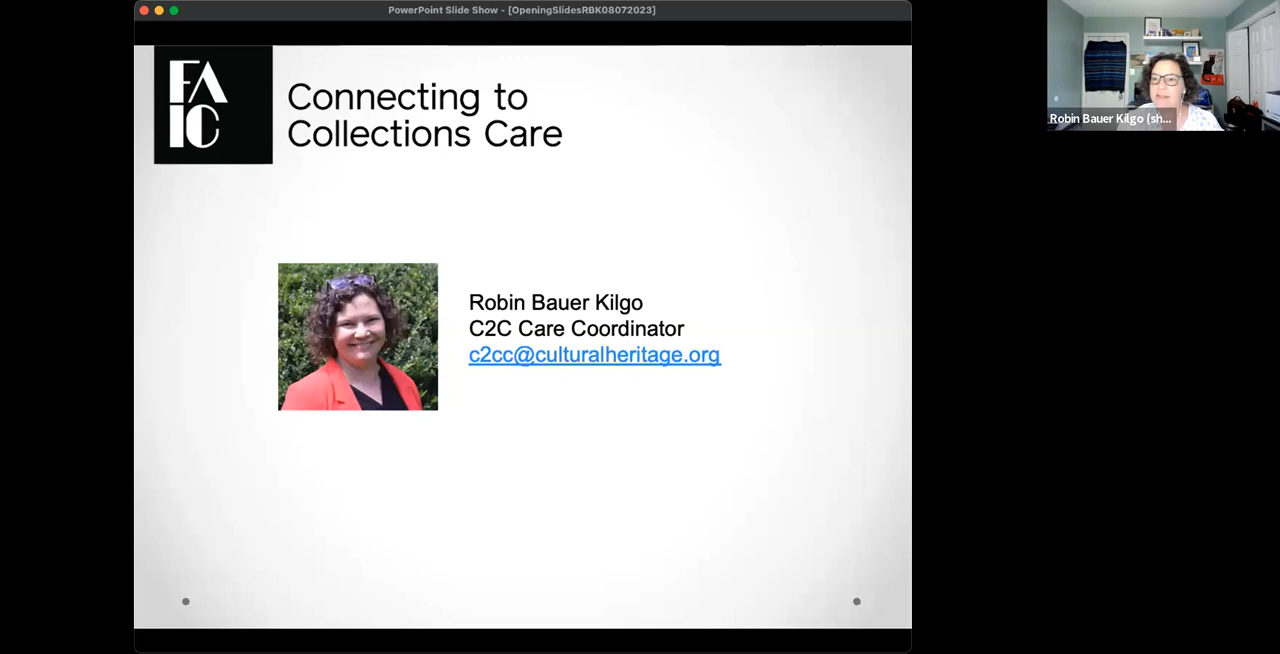 PowerPoint Slide Show - [OpeningSlidesRBK08072023]
FA
IC
Connecting to
Collections Care
Robin Bauer Kilgo
C2C Care Coordinator
c2cc@culturalheritage.org
Robin Bauer Kilgo (sh...